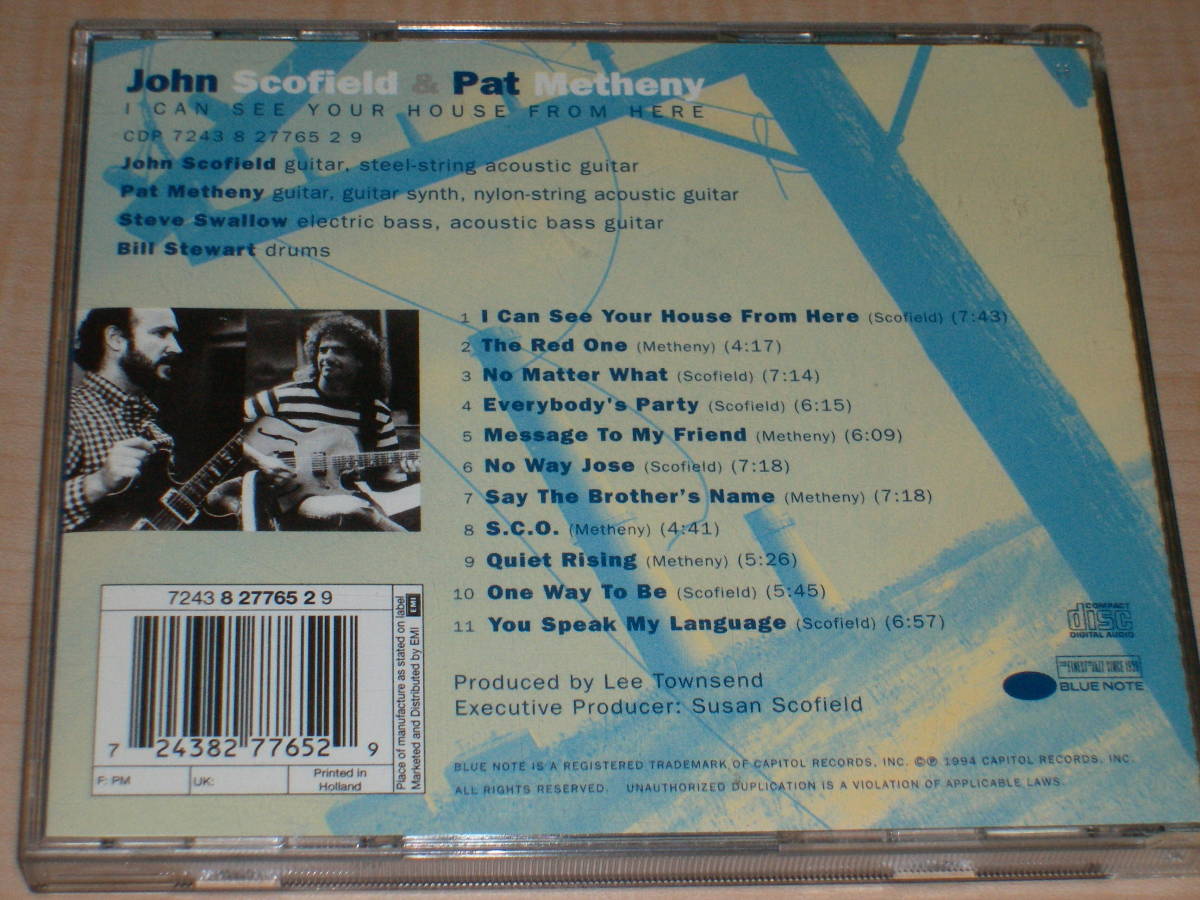 John Scofield & Pat Metheny
I CAN SEE YOUR HOUSE FROM HERE
CDP 7243 8 27765 2 9
John Scofield guitar, steel-string acoustic guitar
Pat Metheny guitar, guitar synth, nylon-string acoustic guitar
Steve Swallow electric bass, acoustic bass guitar
Bill Stewart drums
1 I Can See Your House From Here (Scofield) (7:43)
2 The Red One (Metheny) (4:17)
3 No Matter What (Scofield) (7:14)
4 Everybody's Party (Scofield) (6:15)
5 Message To My Friend (Metheny) (6:09)
6 No Way Jose (Scofield) (7:18)
7 Say The Brother's Name (Metheny) (7:18)
8 S.C.O. (Metheny) (4:41)
9 Quiet Rising (Metheny) (5:26)
10 One Way To Be (Scofield) (5:45)
11 You Speak My Language (Scofield) (6:57)
Produced by Lee Townsend
Executive Producer: Susan Scofield
BLUE NOTE IS A REGISTERED TRADEMARK OF CAPITOL RECORDS, INC. ©℗ 1994 CAPITOL RECORDS, INC.
ALL RIGHTS RESERVED. UNAUTHORIZED DUPLICATION IS A VIOLATION OF APPLICABLE LAWS.
COMPACT
disc
DIGITAL AUDIO
THE FINEST IN JAZZ SINCE 1939
BLUE NOTE
7243 8 27765 2 9
7 24382 77652 9
F: PM
UK:
Printed in
Holland
Place of manufacture as stated on label
Marketed and Distributed by EMI
EMI